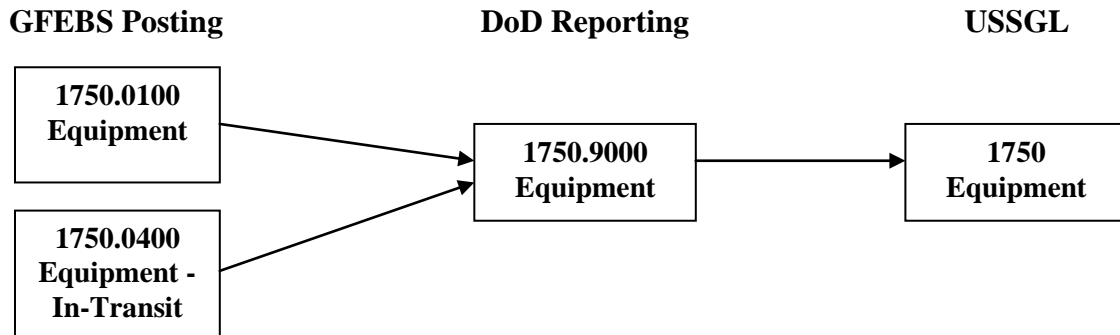 GFEBS Posting DoD Reporting USSGL
1750.0100
Equipment
1750.0400
Equipment -
In-Transit
1750.9000
Equipment
1750
Equipment